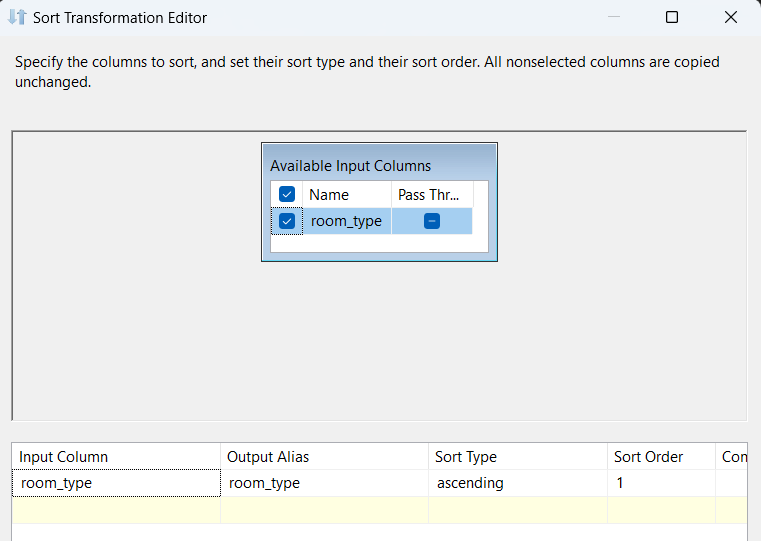 Sort Transformation Editor
Specify the columns to sort, and set their sort type and their sort order. All nonselected columns are copied
unchanged.
Available Input Columns
Name Pass Thr...
room_type
Input Column Output Alias Sort Type Sort Order Con
room_type room_type ascending 1